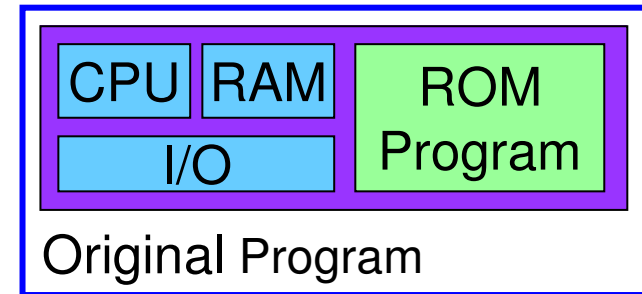 CPU RAM
I/O
ROM
Program
Original Program